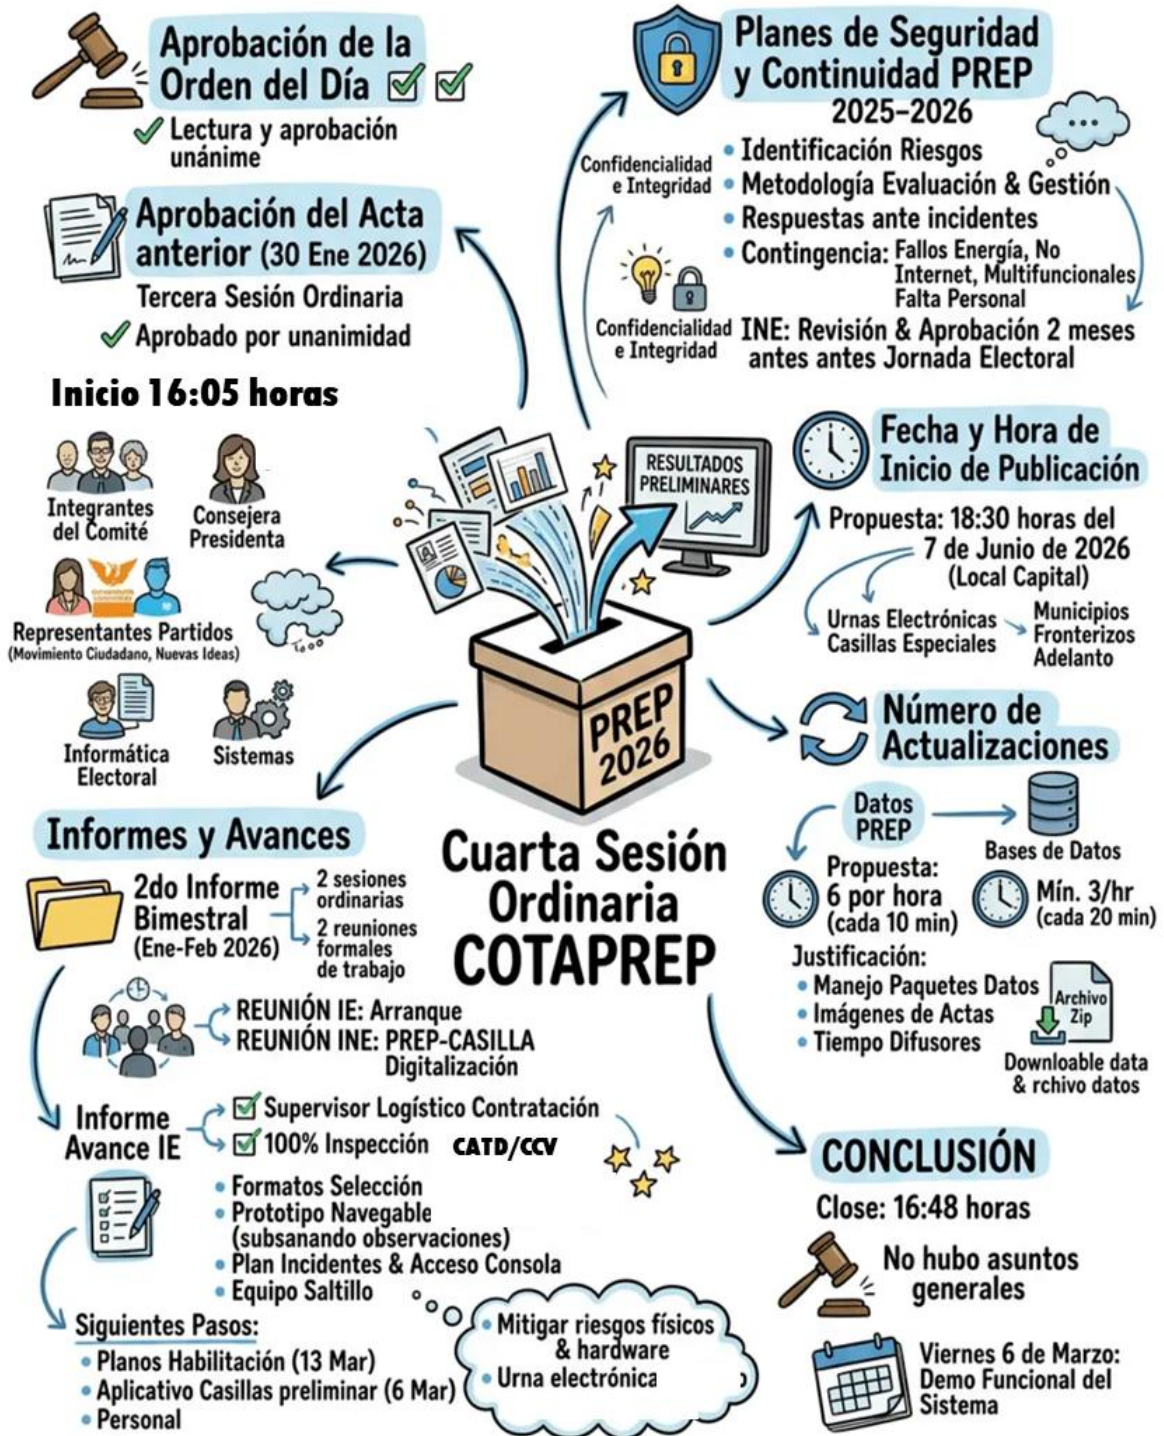 Aprobación de la
Orden del Día
Lectura y aprobación
unánime
Aprobación del Acta
anterior (30 Ene 2026)
Tercera Sesión Ordinaria
Aprobado por unanimidad
Planes de Seguridad
y Continuidad PREP
2025–2026
Confidencialidad
e Integridad
• Identificación Riesgos
• Metodología Evaluación & Gestión
• Respuestas ante incidentes
• Contingencia: Fallos Energía, No
Internet, Multifuncionales
Falta Personal
Confidencialidad
e Integridad
INE: Revisión & Aprobación 2 meses
antes antes Jornada Electoral
Inicio 16:05 horas
Integrantes
del Comité
Consejera
Presidenta
Representantes Partidos
(Movimiento Ciudadano, Nuevas Ideas)
Informática
Electoral
Sistemas
RESULTADOS
PRELIMINARES
PREP
2026
Cuarta Sesión
Ordinaria
COTAPREP
Fecha y Hora de
Inicio de Publicación
Propuesta: 18:30 horas del
7 de Junio de 2026
(Local Capital)
Urnas Electrónicas
Casillas Especiales
Municipios
Fronterizos
Adelanto
Número de
Actualizaciones
Datos
PREP
Bases de Datos
Propuesta:
6 por hora
(cada 10 min)
Mín. 3/hr
(cada 20 min)
Justificación:
• Manejo Paquetes Datos
• Imágenes de Actas
• Tiempo Difusores
Archivo
Zip
Downloable data
& rchivo datos
Informes y Avances
2do Informe
Bimestral
(Ene-Feb 2026)
2 sesiones
ordinarias
2 reuniones
formales
de trabajo
REUNIÓN IE: Arranque
REUNIÓN INE: PREP-CASILLA
Digitalización
Informe
Avance IE
Supervisor Logístico Contratación
100% Inspección CATD/CCV
• Formatos Selección
• Prototipo Navegable
(subsanando observaciones)
• Plan Incidentes & Acceso Consola
• Equipo Saltillo
Siguientes Pasos:
• Planos Habilitación (13 Mar)
• Aplicativo Casillas preliminar (6 Mar)
• Personal
• Mitigar riesgos físicos
& hardware
• Urna electrónica
CONCLUSIÓN
Close: 16:48 horas
No hubo asuntos
generales
Viernes 6 de Marzo:
Demo Funcional del
Sistema